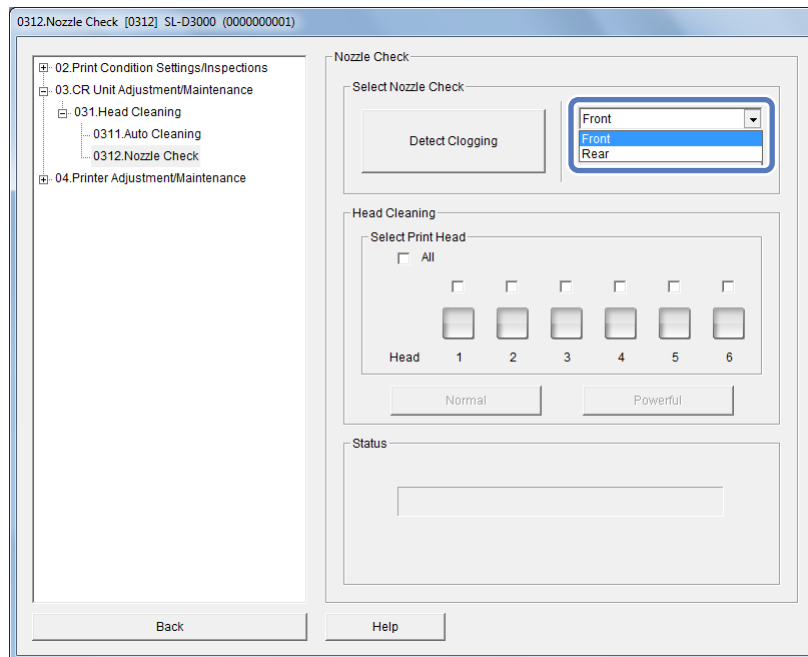 0312.Nozzle Check [0312] SL-D3000 (0000000001)
02.Print Condition Settings/Inspections
03.CR Unit Adjustment/Maintenance
031.Head Cleaning
0311.Auto Cleaning
0312.Nozzle Check
04.Printer Adjustment/Maintenance
Nozzle Check
Select Nozzle Check
Detect Clogging
Front
Front
Rear
Head Cleaning
Select Print Head
All
Head 1 2 3 4 5 6
Normal Powerful
Status
Back Help